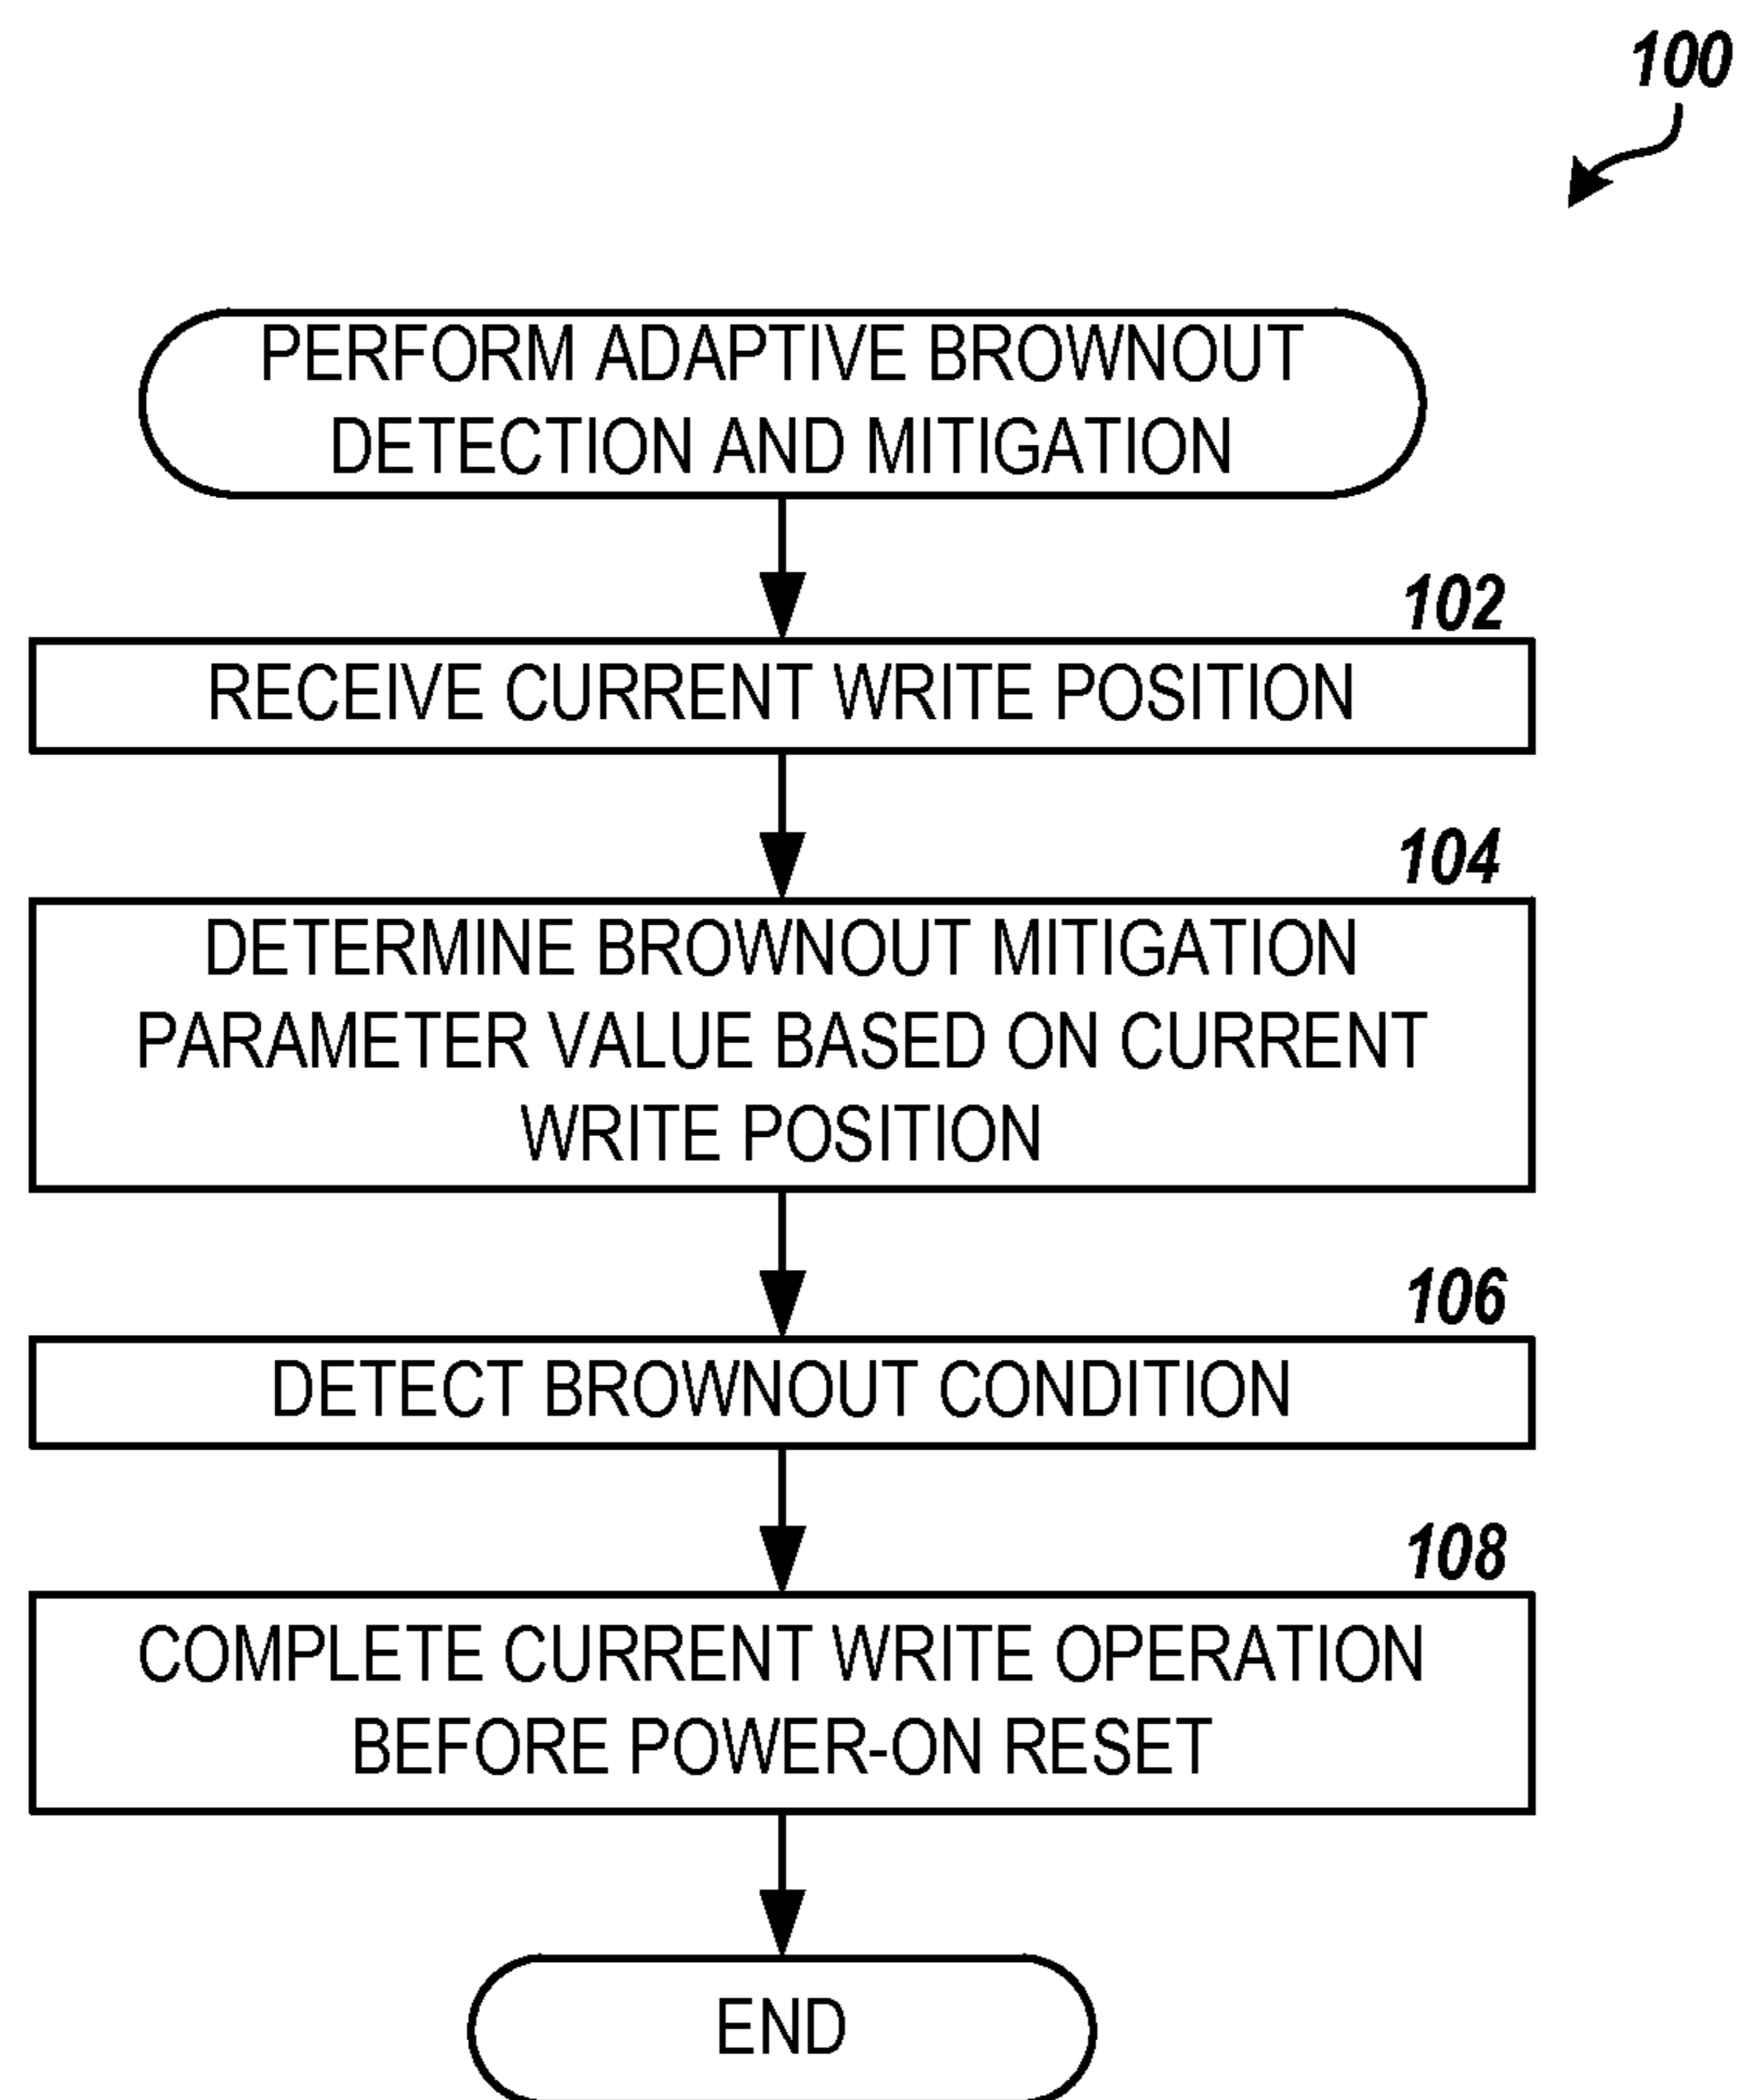 100
PERFORM ADAPTIVE BROWNOUT
DETECTION AND MITIGATION
102
RECEIVE CURRENT WRITE POSITION
104
DETERMINE BROWNOUT MITIGATION
PARAMETER VALUE BASED ON CURRENT
WRITE POSITION
106
DETECT BROWNOUT CONDITION
108
COMPLETE CURRENT WRITE OPERATION
BEFORE POWER-ON RESET
END